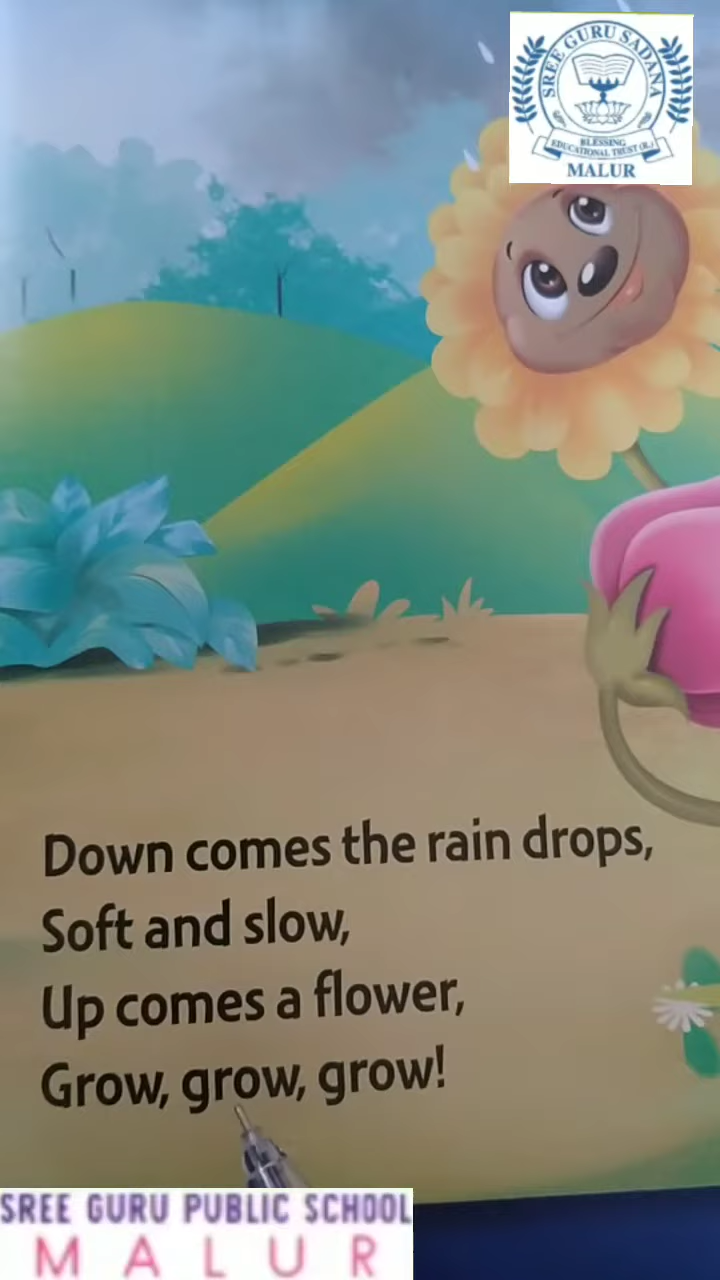 SREE GURU SADANA
BLESSING
EDUCATIONAL TRUST (R.)
MALUR
Down comes the rain drops,
Soft and slow,
Up comes a flower,
Grow, grow, grow!
SREE GURU PUBLIC SCHOOL
MALUR